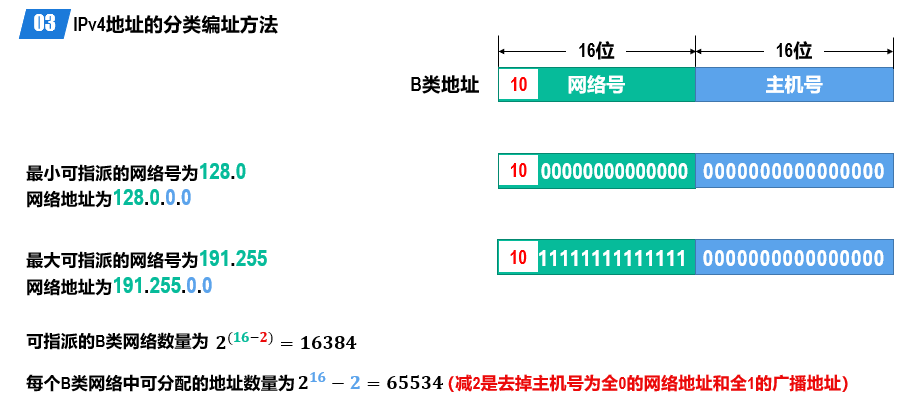 03 IPv4地址的分类编址方法
16位 16位
B类地址 10 网络号 主机号
最小可指派的网络号为128.0
网络地址为128.0.0.0
10 00000000000000 0000000000000000
最大可指派的网络号为191.255
网络地址为191.255.0.0
10 11111111111111 0000000000000000
可指派的B类网络数量为 2^(16−2) = 16384
每个B类网络中可分配的地址数量为 2^16 − 2 = 65534 (减2是去掉主机号为全0的网络地址和全1的广播地址)